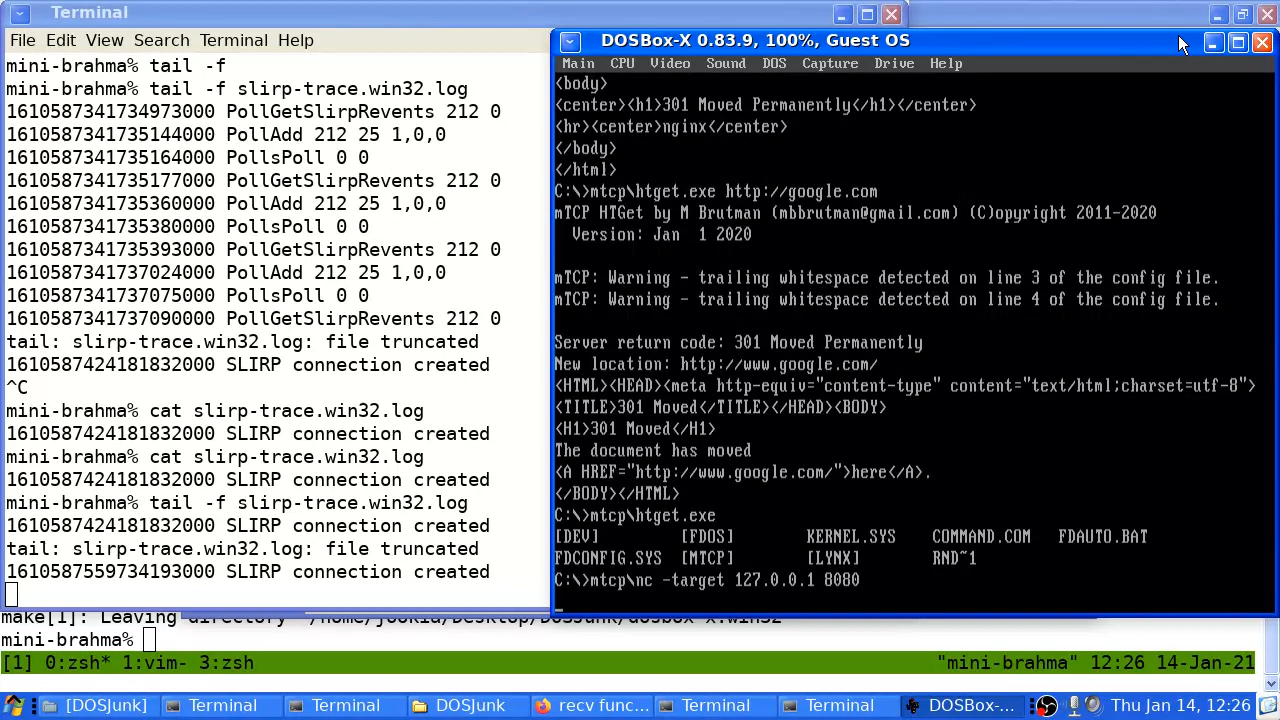 Terminal
File Edit View Search Terminal Help
mini-brahma% tail -f
mini-brahma% tail -f slirp-trace.win32.log
1610587341734973000 PollGetSlirpRevents 212 0
1610587341735144000 PollAdd 212 25 1,0,0
1610587341735164000 PollsPoll 0 0
1610587341735177000 PollGetSlirpRevents 212 0
1610587341735360000 PollAdd 212 25 1,0,0
1610587341735380000 PollsPoll 0 0
1610587341735393000 PollGetSlirpRevents 212 0
1610587341737024000 PollAdd 212 25 1,0,0
1610587341737075000 PollsPoll 0 0
1610587341737090000 PollGetSlirpRevents 212 0
tail: slirp-trace.win32.log: file truncated
1610587424181832000 SLIRP connection created
^C
mini-brahma% cat slirp-trace.win32.log
1610587424181832000 SLIRP connection created
mini-brahma% cat slirp-trace.win32.log
1610587424181832000 SLIRP connection created
mini-brahma% tail -f slirp-trace.win32.log
1610587424181832000 SLIRP connection created
tail: slirp-trace.win32.log: file truncated
1610587559734193000 SLIRP connection created
DOSBox-X 0.83.9, 100%, Guest OS
Main CPU Video Sound DOS Capture Drive Help
<body>
<center><h1>301 Moved Permanently</h1></center>
<hr><center>nginx</center>
</body>
</html>
C:\>mtcp\htget.exe http://google.com
mTCP HTGet by M Brutman (mbbrutman@gmail.com) (C)opyright 2011-2020
Version: Jan  1 2020
mTCP: Warning - trailing whitespace detected on line 3 of the config file.
mTCP: Warning - trailing whitespace detected on line 4 of the config file.
Server return code: 301 Moved Permanently
New location: http://www.google.com/
<HTML><HEAD><meta http-equiv="content-type" content="text/html;charset=utf-8">
<TITLE>301 Moved</TITLE></HEAD><BODY>
<H1>301 Moved</H1>
The document has moved
<A HREF="http://www.google.com/">here</A>.
</BODY></HTML>
C:\>mtcp\htget.exe
[DEV] [FDOS] KERNEL.SYS COMMAND.COM FDAUTO.BAT
FDCONFIG.SYS [MTCP] [LYNX] RND~1
C:\>mtcp\nc -target 127.0.0.1 8080
make[1]: Leaving directory '/home/jookia/Desktop/DOSJunk/dosbox-x.win32'
mini-brahma%
[1] 0:zsh* 1:vim- 3:zsh "mini-brahma" 12:26 14-Jan-21
[DOSJunk] Terminal Terminal DOSJunk recv func... Terminal Terminal DOSBox-... Thu Jan 14, 12:26